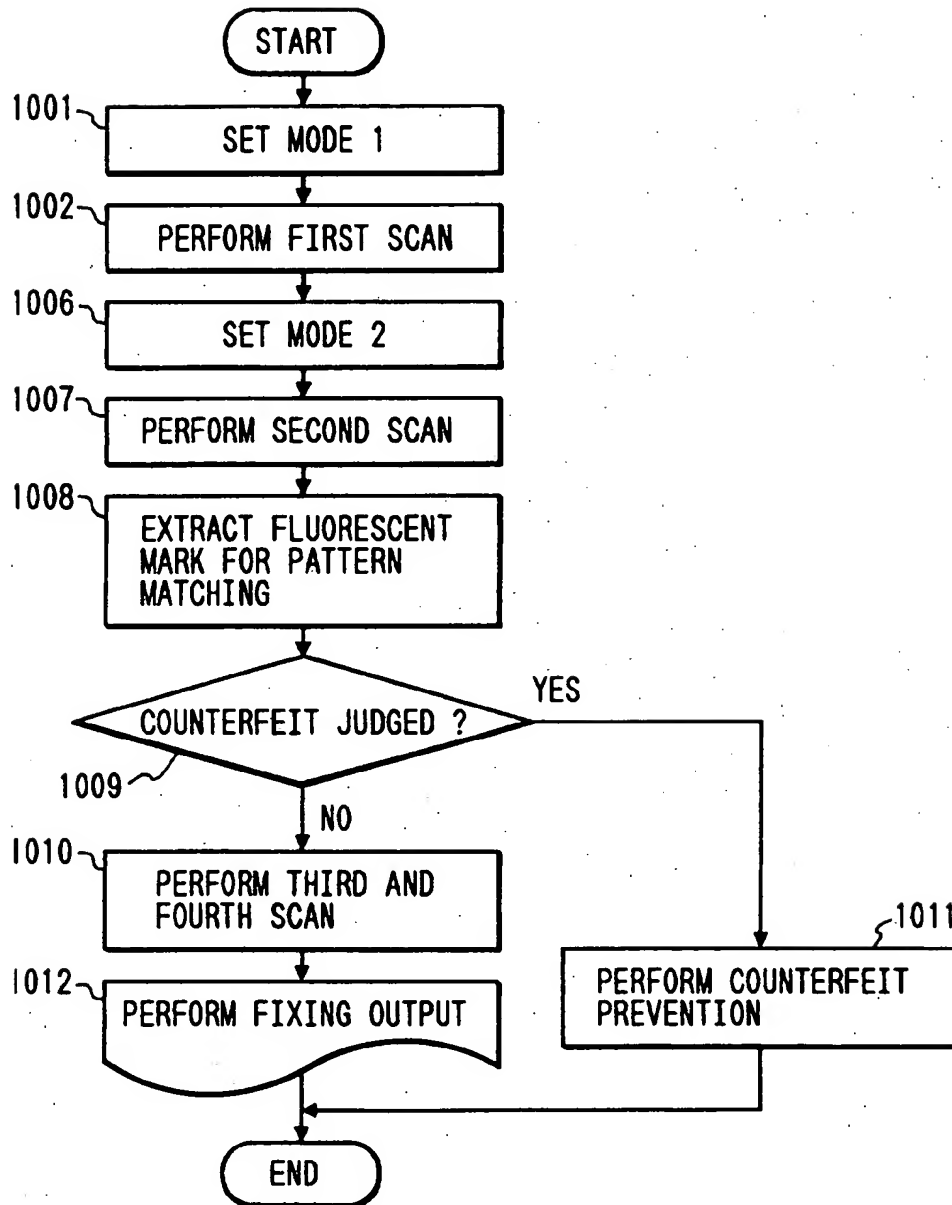 START
1001
SET MODE 1
1002
PERFORM FIRST SCAN
1006
SET MODE 2
1007
PERFORM SECOND SCAN
1008
EXTRACT FLUORESCENT
MARK FOR PATTERN
MATCHING
YES
COUNTERFEIT JUDGED ?
1009
NO
1010
PERFORM THIRD AND
FOURTH SCAN
1011
PERFORM COUNTERFEIT
PREVENTION
1012
PERFORM FIXING OUTPUT
END